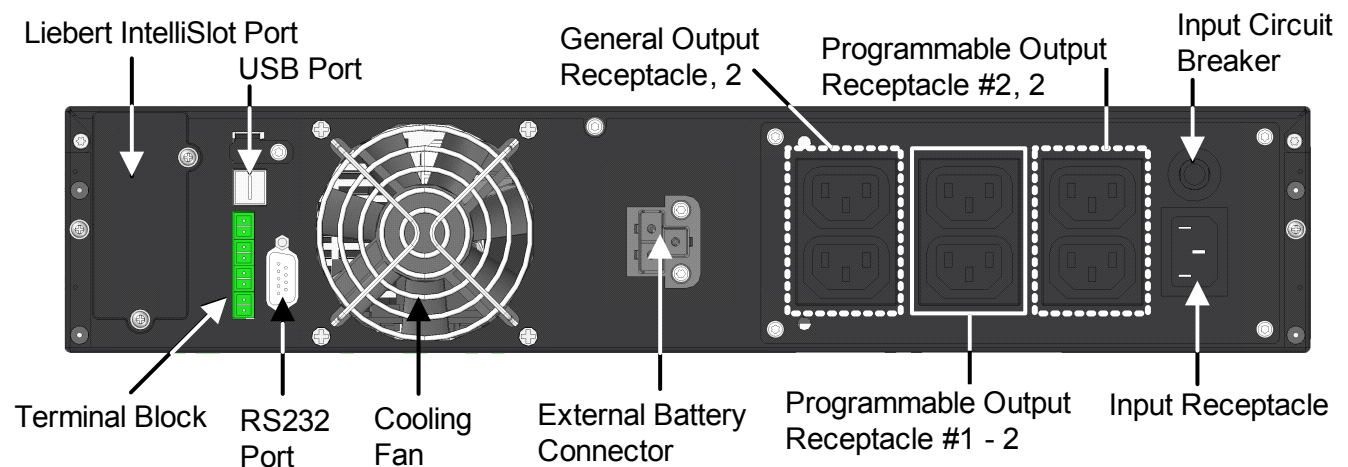 Liebert IntelliSlot Port
USB Port
General Output
Receptacle, 2
Programmable Output
Receptacle #2, 2
Input Circuit
Breaker
Terminal Block
RS232
Port
Cooling
Fan
External Battery
Connector
Programmable Output
Receptacle #1 - 2
Input Receptacle